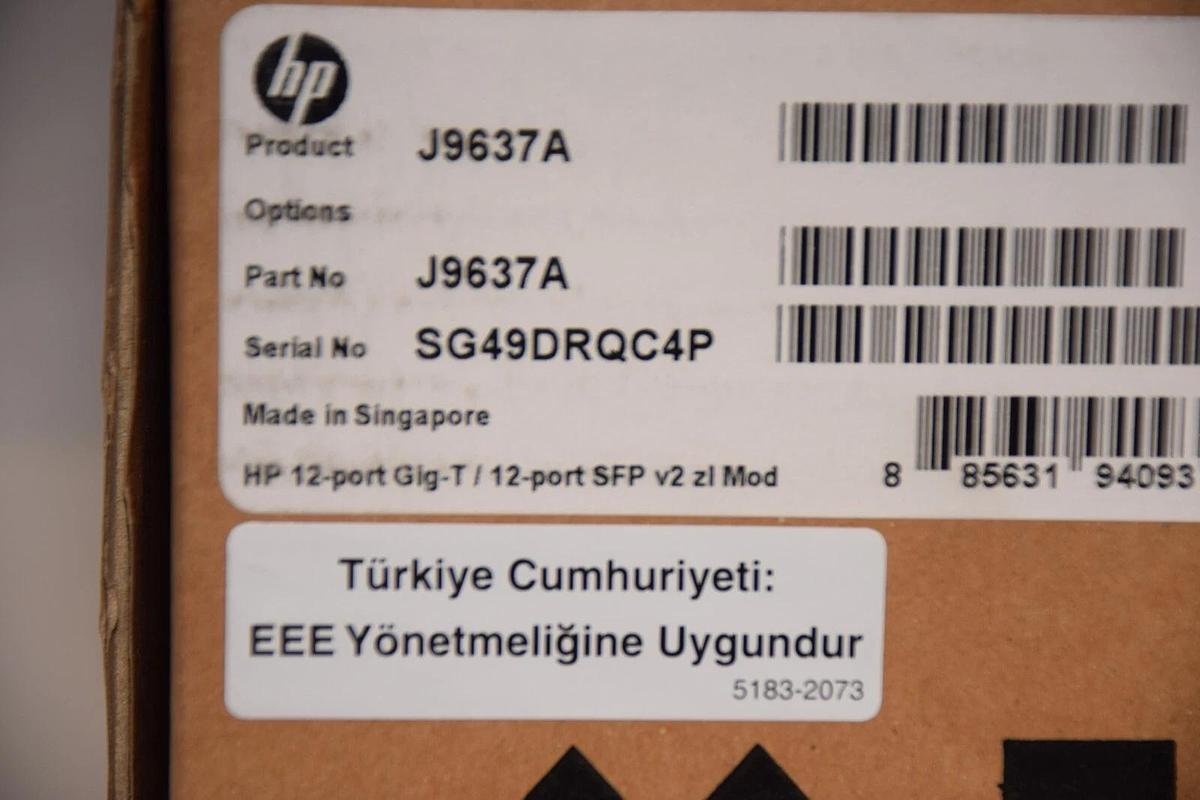 hp
Product J9637A
Options
Part No J9637A
Serial No SG49DRQC4P
Made in Singapore
HP 12-port Gig-T / 12-port SFP v2 zl Mod 8 85631 94093
Türkiye Cumhuriyeti:
EEE Yönetmeliğine Uygundur
5183-2073